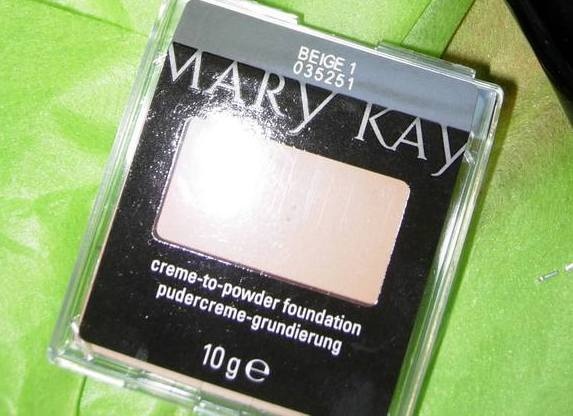 BEIGE 1
035251
MARY KAY
creme-to-powder foundation
pudercreme-grundierung
10 g ℮